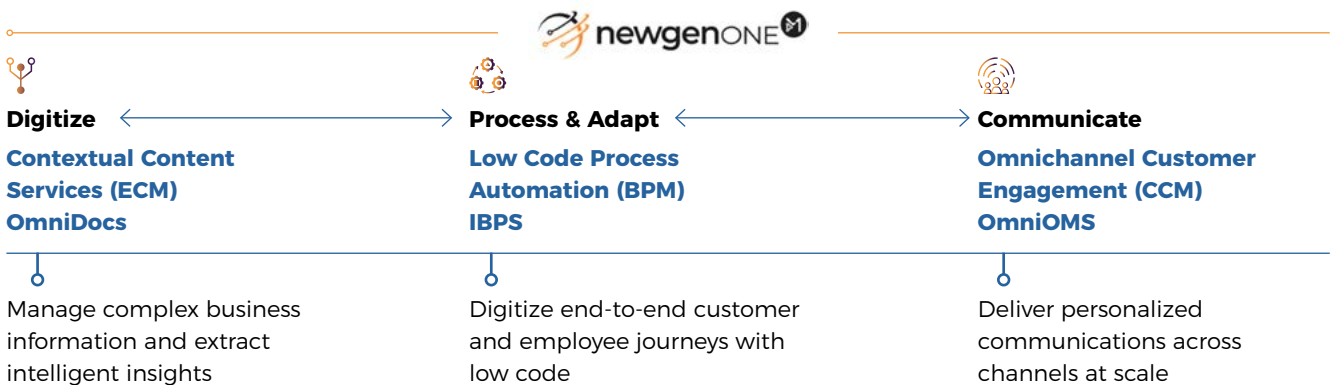 newgenONE
Digitize
Contextual Content
Services (ECM)
OmniDocs
Manage complex business
information and extract
intelligent insights
Process & Adapt
Low Code Process
Automation (BPM)
IBPS
Digitize end-to-end customer
and employee journeys with
low code
Communicate
Omnichannel Customer
Engagement (CCM)
OmniOMS
Deliver personalized
communications across
channels at scale